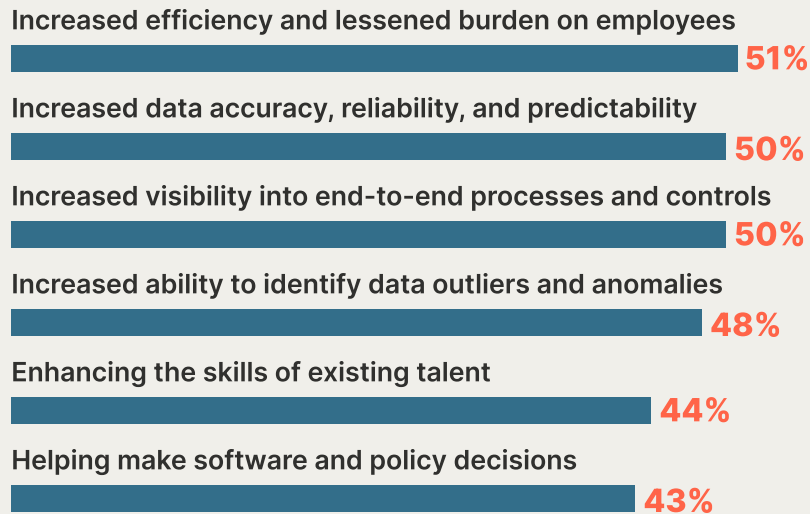 Increased efficiency and lessened burden on employees
51%
Increased data accuracy, reliability, and predictability
50%
Increased visibility into end-to-end processes and controls
50%
Increased ability to identify data outliers and anomalies
48%
Enhancing the skills of existing talent
44%
Helping make software and policy decisions
43%